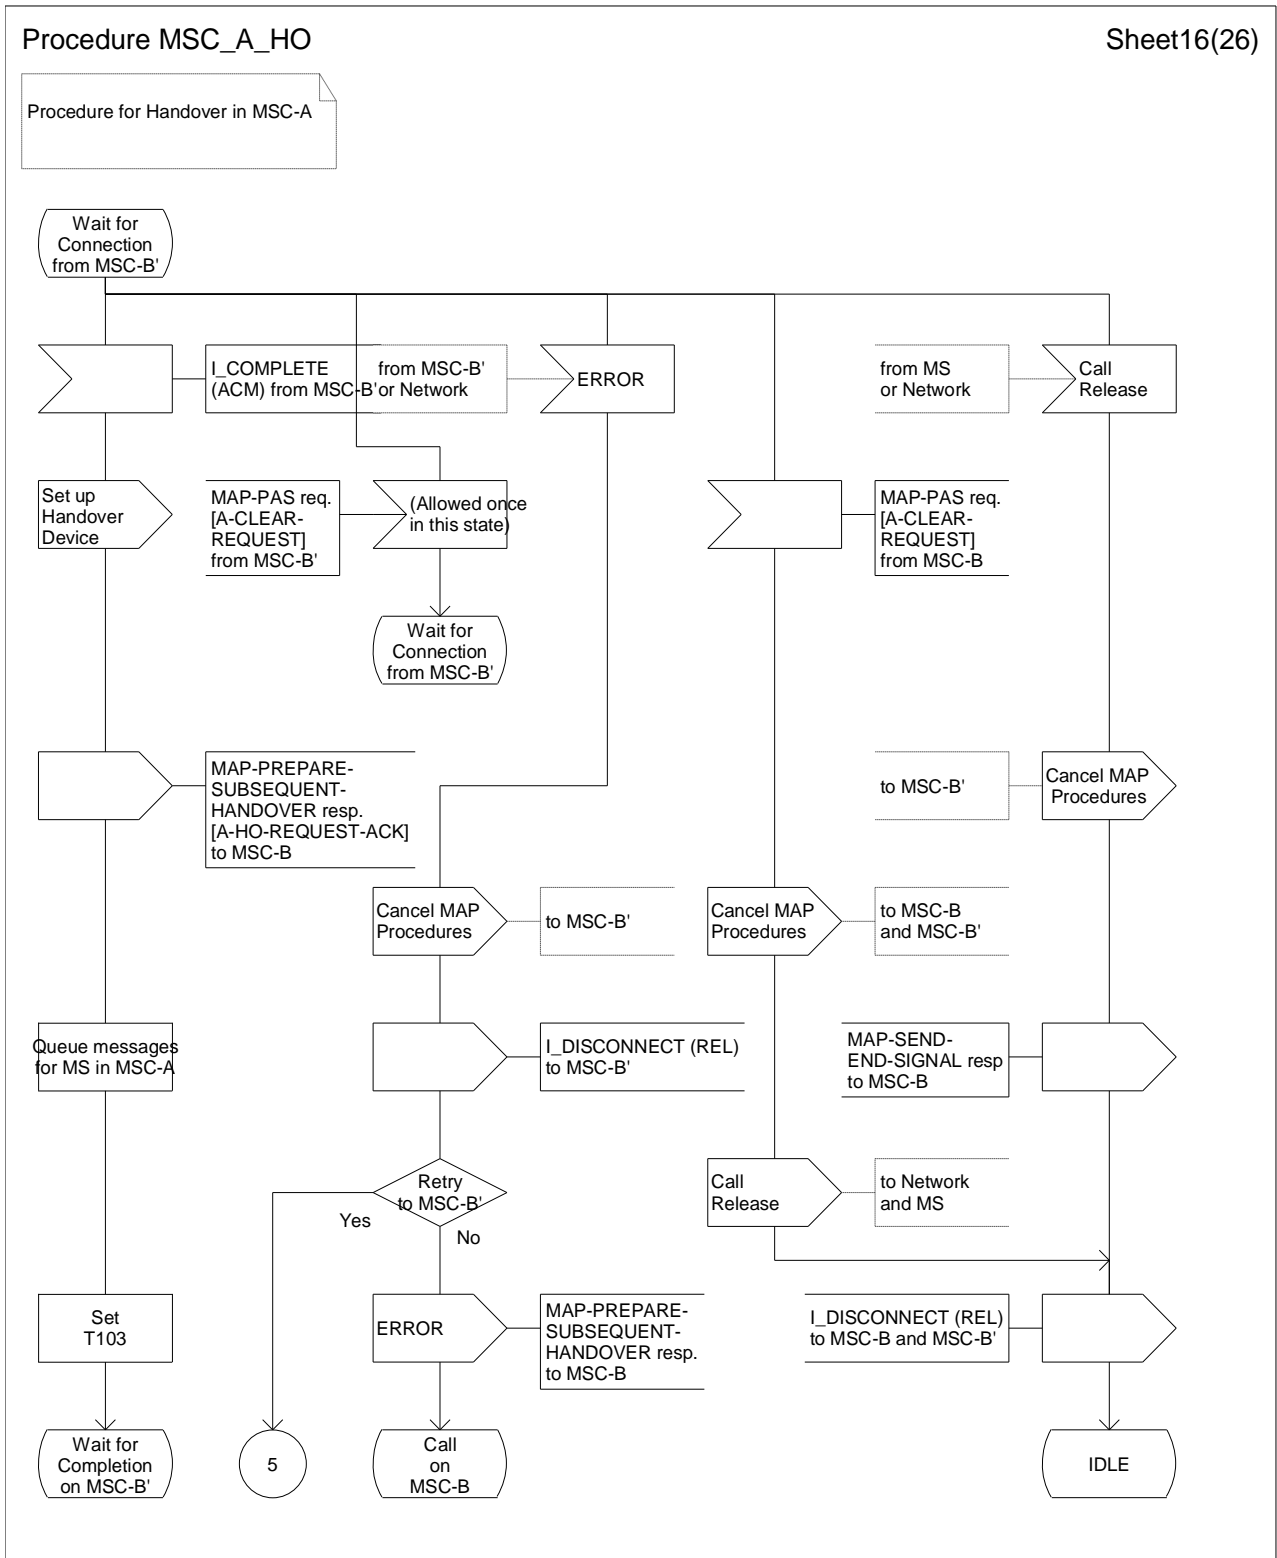 Procedure MSC_A_HO
Sheet16(26)
Procedure for Handover in MSC-A
Wait for
Connection
from MSC-B'
I_COMPLETE
(ACM) from MSC-B'
from MSC-B'
or Network
ERROR
from MS
or Network
Call
Release
Set up
Handover
Device
MAP-PAS req.
[A-CLEAR-
REQUEST]
from MSC-B'
(Allowed once
in this state)
MAP-PAS req.
[A-CLEAR-
REQUEST]
from MSC-B
Wait for
Connection
from MSC-B'
MAP-PREPARE-
SUBSEQUENT-
HANDOVER resp.
[A-HO-REQUEST-ACK]
to MSC-B
to MSC-B'
Cancel MAP
Procedures
Cancel MAP
Procedures
to MSC-B'
Cancel MAP
Procedures
to MSC-B
and MSC-B'
Queue messages
for MS in MSC-A
I_DISCONNECT (REL)
to MSC-B'
MAP-SEND-
END-SIGNAL resp
to MSC-B
Retry
to MSC-B'
Yes
No
Call
Release
to Network
and MS
Set
T103
ERROR
MAP-PREPARE-
SUBSEQUENT-
HANDOVER resp.
to MSC-B
I_DISCONNECT (REL)
to MSC-B and MSC-B'
Wait for
Completion
on MSC-B'
5
Call
on
MSC-B
IDLE